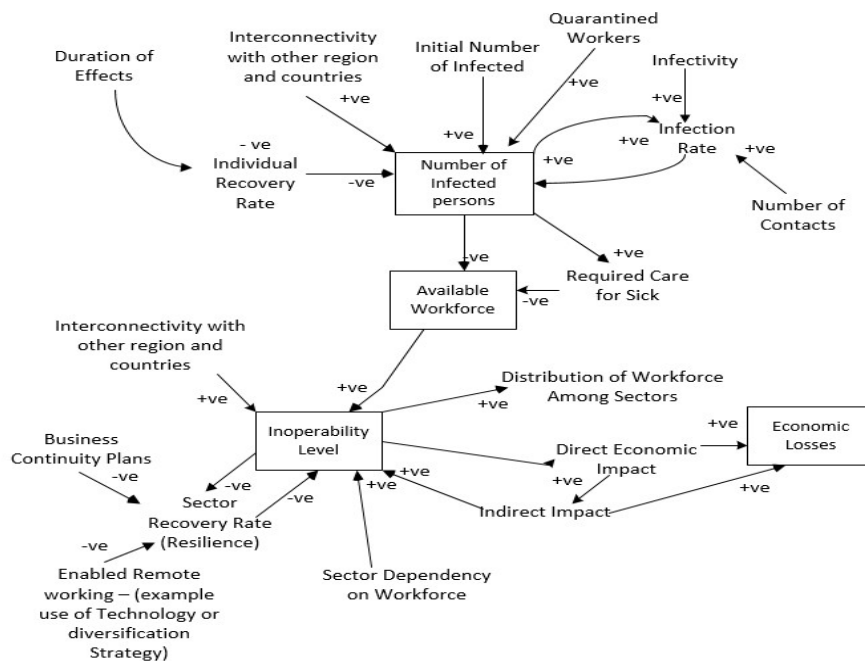 Duration of
Effects
Interconnectivity
with other region
and countries
+ve
Initial Number
of Infected
+ve
Quarantined
Workers
+ve
Infectivity
+ve
Infection
Rate
+ve
+ve
+ve
Number of
Contacts
- ve
Individual
Recovery
Rate
-ve
Number of
Infected
persons
-ve
+ve
Required Care
for Sick
-ve
Available
Workforce
+ve
Interconnectivity with
other region and
countries
+ve
Inoperability
Level
Distribution of Workforce
Among Sectors
+ve
Direct Economic
Impact
+ve
Economic
Losses
+ve
Indirect Impact
+ve
+ve
+ve
Business
Continuity Plans
-ve
-ve
-ve
Sector
Recovery Rate
(Resilience)
-ve
Enabled Remote
working – (example
use of Technology or
diversification
Strategy)
Sector Dependency
on Workforce